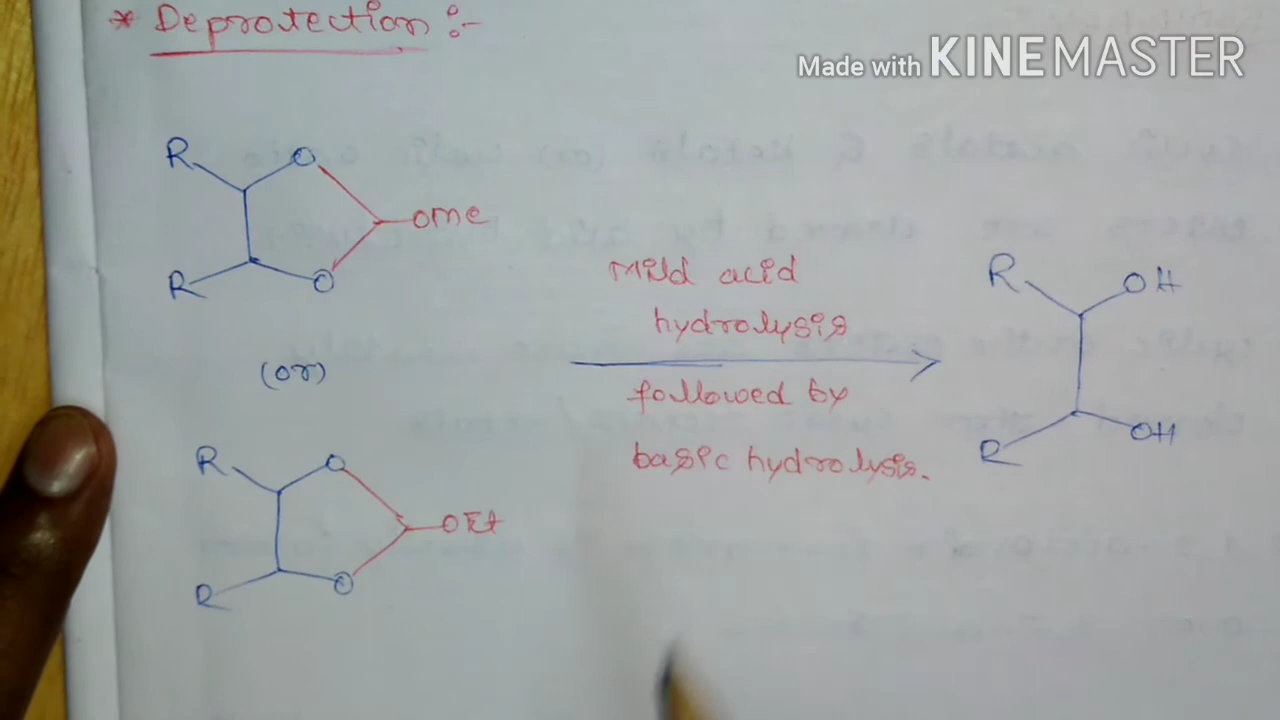 * Deprotection :-
Made with KINEMASTER
R
O
OMe
R
O
Mild acid
hydrolysis
followed by
basic hydrolysis.
R
OH
R
OH
(or)
R
O
OEt
R
O